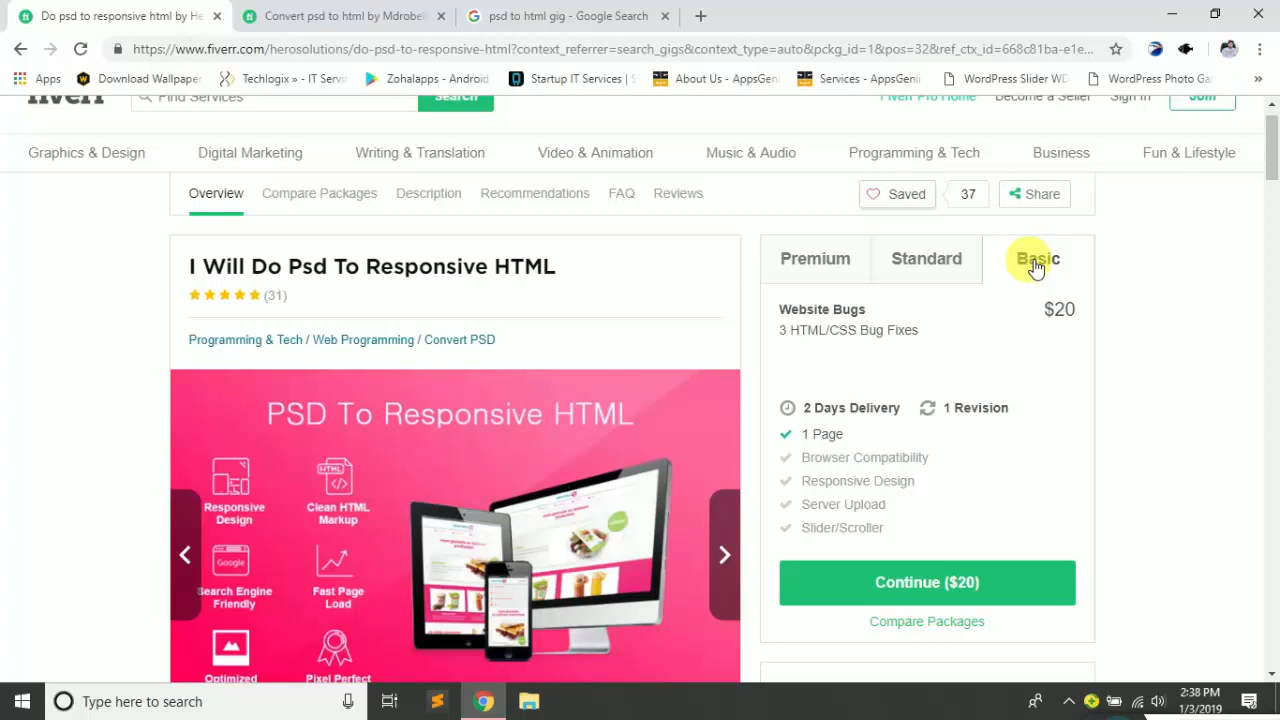 Do psd to responsive html by He
Convert psd to html by Mdrobel
psd to html gig - Google Search
https://www.fiverr.com/herosolutions/do-psd-to-responsive-html?context_referrer=search_gigs&context_type=auto&pckg_id=1&pos=32&ref_ctx_id=668c81ba-e1e...
Apps
Download Wallpaper
Techlogix » - IT Servic
Zohalapps - Android
Startup IT Services | S
About Us - AppsGeni
Services - AppsGenii
WordPress Slider WD
WordPress Photo Ga
»
fiverr
Find Services
Search
Fiverr Pro Home
Become a Seller
Sign In
Join
Graphics & Design
Digital Marketing
Writing & Translation
Video & Animation
Music & Audio
Programming & Tech
Business
Fun & Lifestyle
Overview
Compare Packages
Description
Recommendations
FAQ
Reviews
Saved
37
Share
I Will Do Psd To Responsive HTML
(31)
Programming & Tech / Web Programming / Convert PSD
PSD To Responsive HTML
Responsive
Design
HTML
Clean HTML
Markup
Google
Search Engine
Friendly
Fast Page
Load
Optimized
Pixel Perfect
Premium
Standard
Basic
Website Bugs
$20
3 HTML/CSS Bug Fixes
2 Days Delivery
1 Revision
1 Page
Browser Compatibility
Responsive Design
Server Upload
Slider/Scroller
Continue ($20)
Compare Packages
Type here to search
2:38 PM
1/3/2019